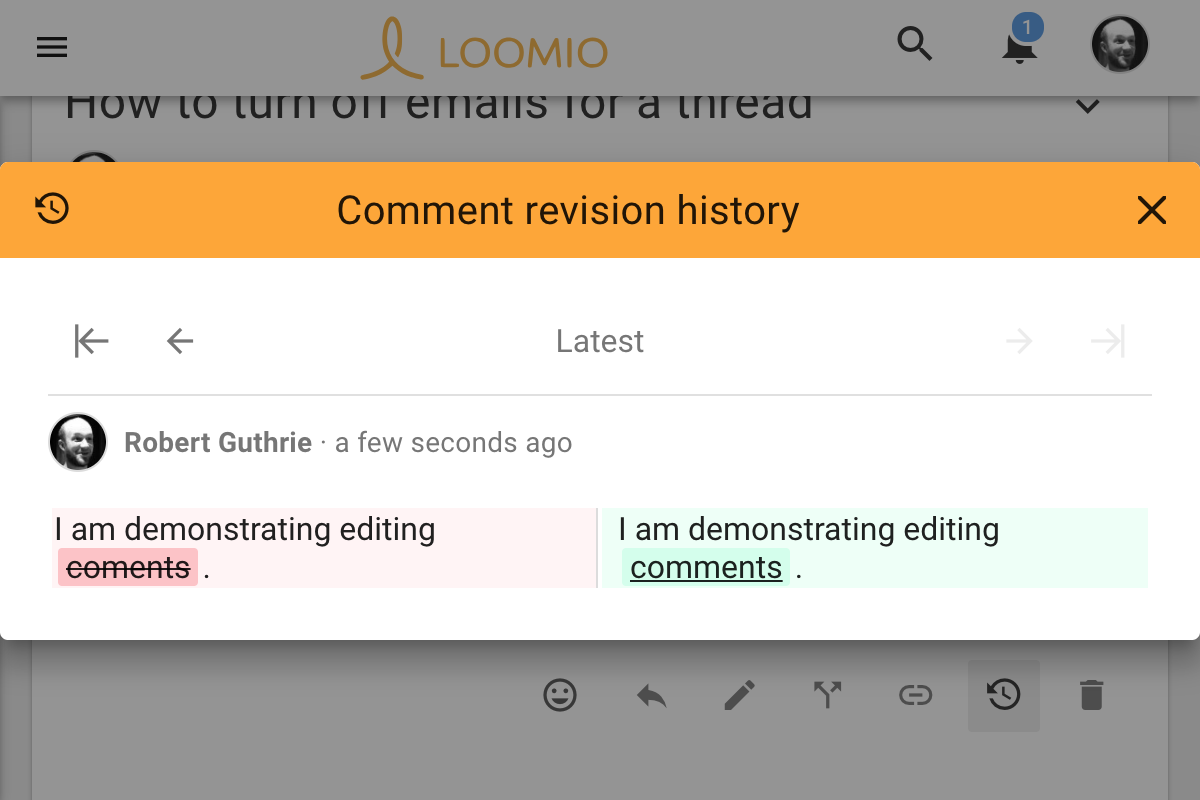 LOOMIO
1
How to turn off emails for a thread
Comment revision history
Latest
Robert Guthrie · a few seconds ago
I am demonstrating editing
coments .
I am demonstrating editing
comments .